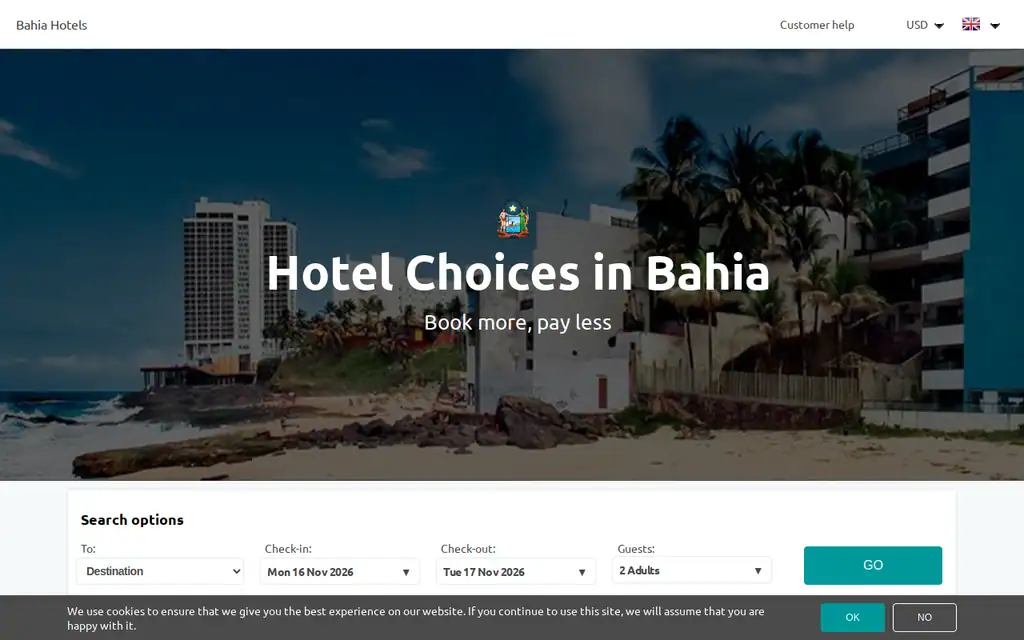 Bahia Hotels
Customer help
USD
Hotel Choices in Bahia
Book more, pay less
Search options
To:
Check-in:
Check-out:
Guests:
Destination
Mon 16 Nov 2026
Tue 17 Nov 2026
2 Adults
GO
We use cookies to ensure that we give you the best experience on our website. If you continue to use this site, we will assume that you are
happy with it.
OK
NO